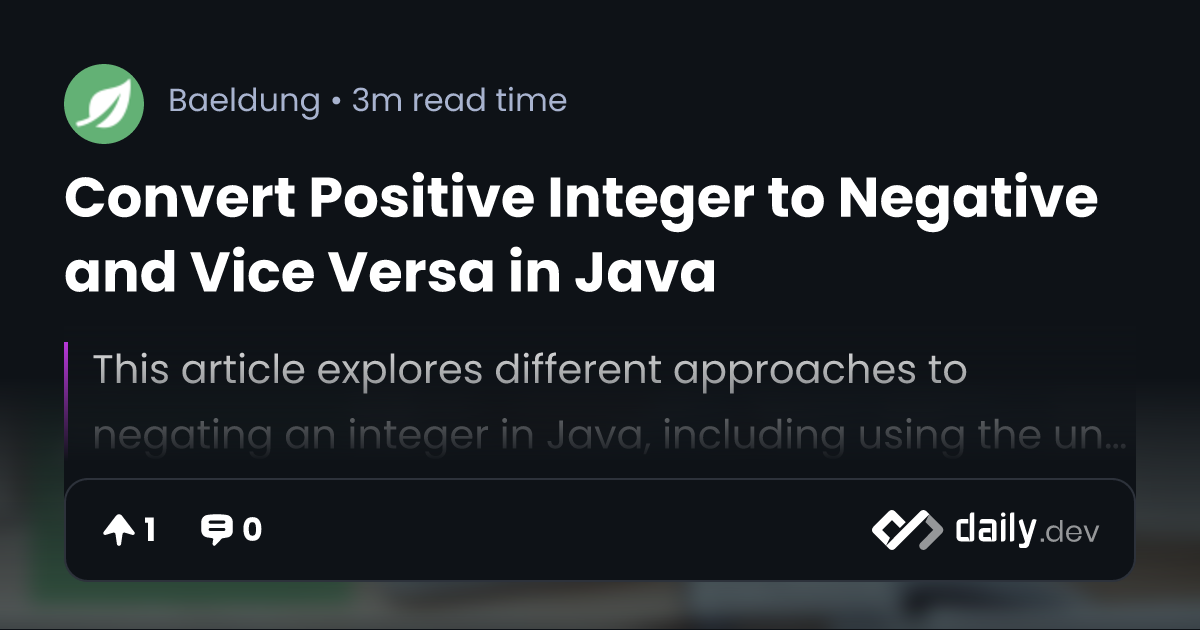 Baeldung • 3m read time
Convert Positive Integer to Negative
and Vice Versa in Java
This article explores different approaches to
negating an integer in Java, including using the un...
1 0 daily.dev